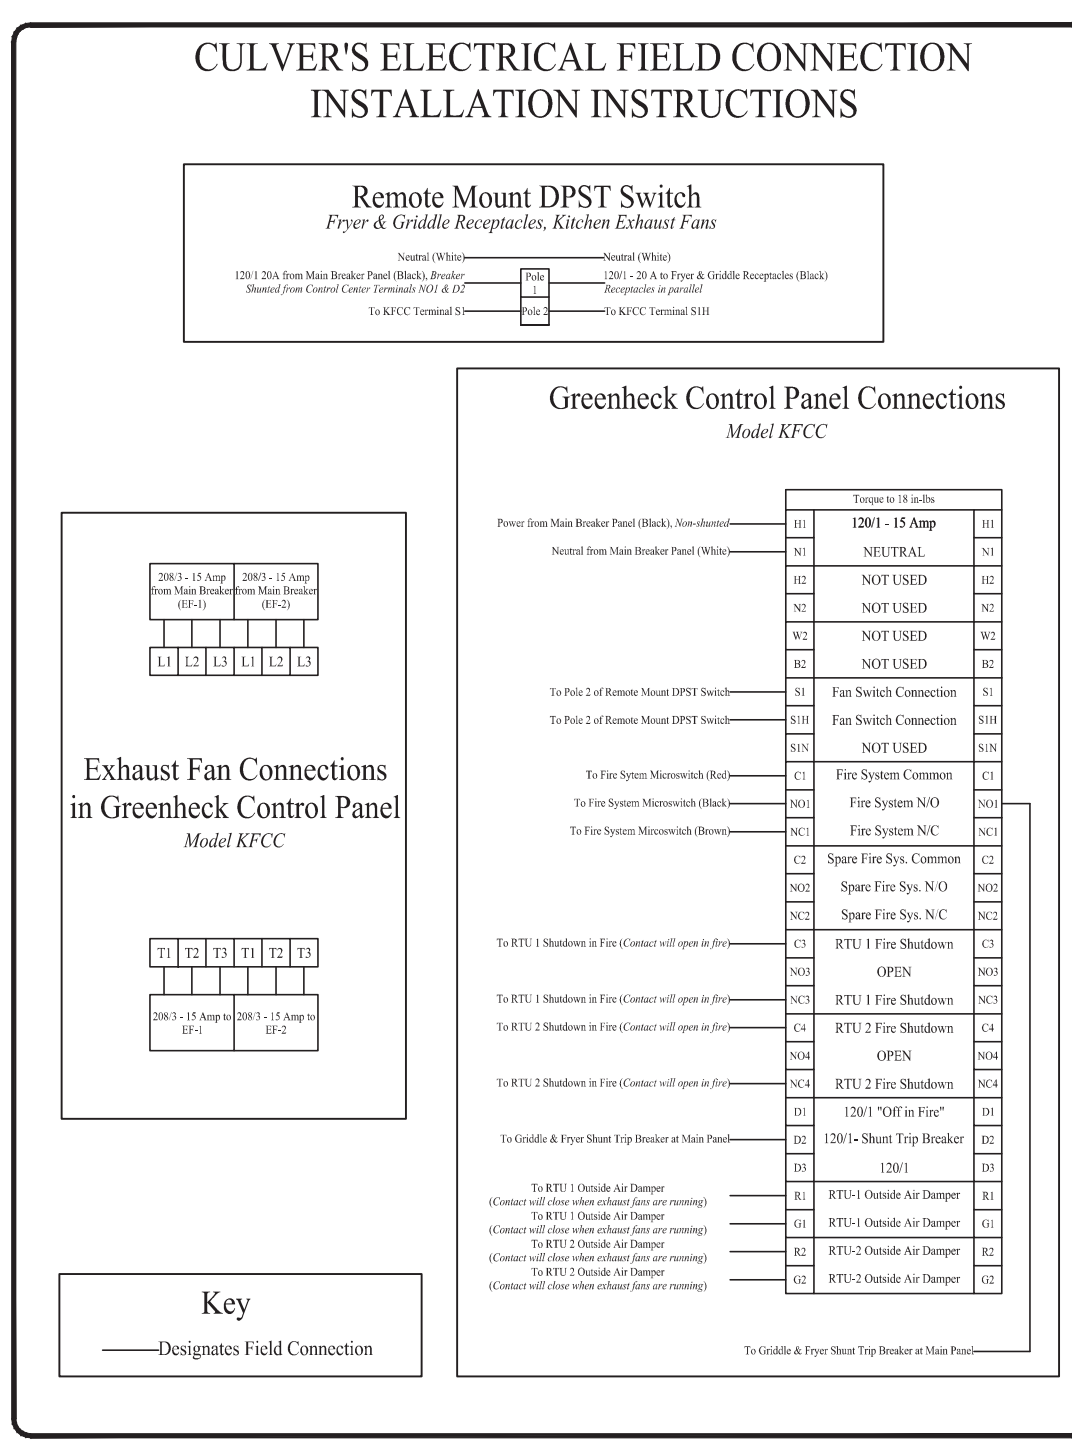 CULVER'S ELECTRICAL FIELD CONNECTION
INSTALLATION INSTRUCTIONS
Remote Mount DPST Switch
Fryer & Griddle Receptacles, Kitchen Exhaust Fans
Neutral (White) Neutral (White)
120/1 20A from Main Breaker Panel (Black), Breaker Pole 120/1 - 20 A to Fryer & Griddle Receptacles (Black)
Shunted from Control Center Terminals NO1 & D2 1 Receptacles in parallel
To KFCC Terminal S1 Pole 2 To KFCC Terminal S1H
Greenheck Control Panel Connections
Model KFCC
Torque to 18 in-lbs
Power from Main Breaker Panel (Black), Non-shunted H1 120/1 - 15 Amp H1
Neutral from Main Breaker Panel (White) N1 NEUTRAL N1
H2 NOT USED H2
N2 NOT USED N2
W2 NOT USED W2
B2 NOT USED B2
To Pole 2 of Remote Mount DPST Switch S1 Fan Switch Connection S1
To Pole 2 of Remote Mount DPST Switch S1H Fan Switch Connection S1H
S1N NOT USED S1N
To Fire Sytem Microswitch (Red) C1 Fire System Common C1
To Fire System Microswitch (Black) NO1 Fire System N/O NO1
To Fire System Mircoswitch (Brown) NC1 Fire System N/C NC1
C2 Spare Fire Sys. Common C2
NO2 Spare Fire Sys. N/O NO2
NC2 Spare Fire Sys. N/C NC2
To RTU 1 Shutdown in Fire (Contact will open in fire) C3 RTU 1 Fire Shutdown C3
NO3 OPEN NO3
To RTU 1 Shutdown in Fire (Contact will open in fire) NC3 RTU 1 Fire Shutdown NC3
To RTU 2 Shutdown in Fire (Contact will open in fire) C4 RTU 2 Fire Shutdown C4
NO4 OPEN NO4
To RTU 2 Shutdown in Fire (Contact will open in fire) NC4 RTU 2 Fire Shutdown NC4
D1 120/1 "Off in Fire" D1
To Griddle & Fryer Shunt Trip Breaker at Main Panel D2 120/1- Shunt Trip Breaker D2
D3 120/1 D3
To RTU 1 Outside Air Damper R1 RTU-1 Outside Air Damper R1
(Contact will close when exhaust fans are running)
To RTU 1 Outside Air Damper G1 RTU-1 Outside Air Damper G1
(Contact will close when exhaust fans are running)
To RTU 2 Outside Air Damper R2 RTU-2 Outside Air Damper R2
(Contact will close when exhaust fans are running)
To RTU 2 Outside Air Damper G2 RTU-2 Outside Air Damper G2
(Contact will close when exhaust fans are running)
To Griddle & Fryer Shunt Trip Breaker at Main Panel
208/3 - 15 Amp 208/3 - 15 Amp
from Main Breaker from Main Breaker
(EF-1) (EF-2)
L1 L2 L3 L1 L2 L3
Exhaust Fan Connections
in Greenheck Control Panel
Model KFCC
T1 T2 T3 T1 T2 T3
208/3 - 15 Amp to 208/3 - 15 Amp to
EF-1 EF-2
Key
Designates Field Connection